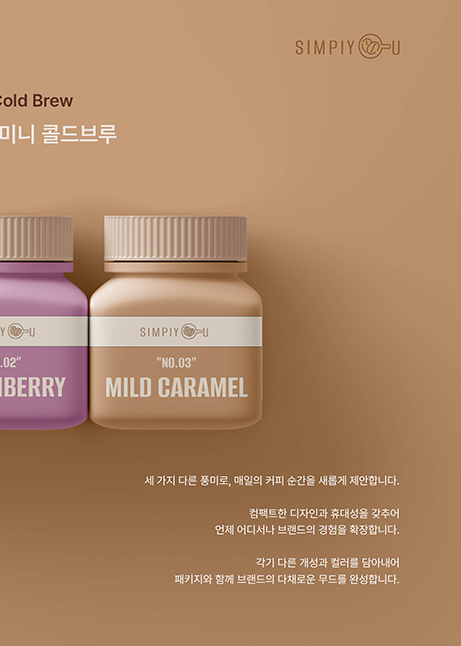 SIMPIY U
Cold Brew
미니 콜드브루
SIMPIY U
"NO.03"
MILD CARAMEL
Y U
.02"
NBERRY
세 가지 다른 풍미로, 매일의 커피 순간을 새롭게 제안합니다.
컴팩트한 디자인과 휴대성을 갖추어
언제 어디서나 브랜드의 경험을 확장합니다.
각기 다른 개성과 컬러를 담아내어
패키지와 함께 브랜드의 다채로운 무드를 완성합니다.